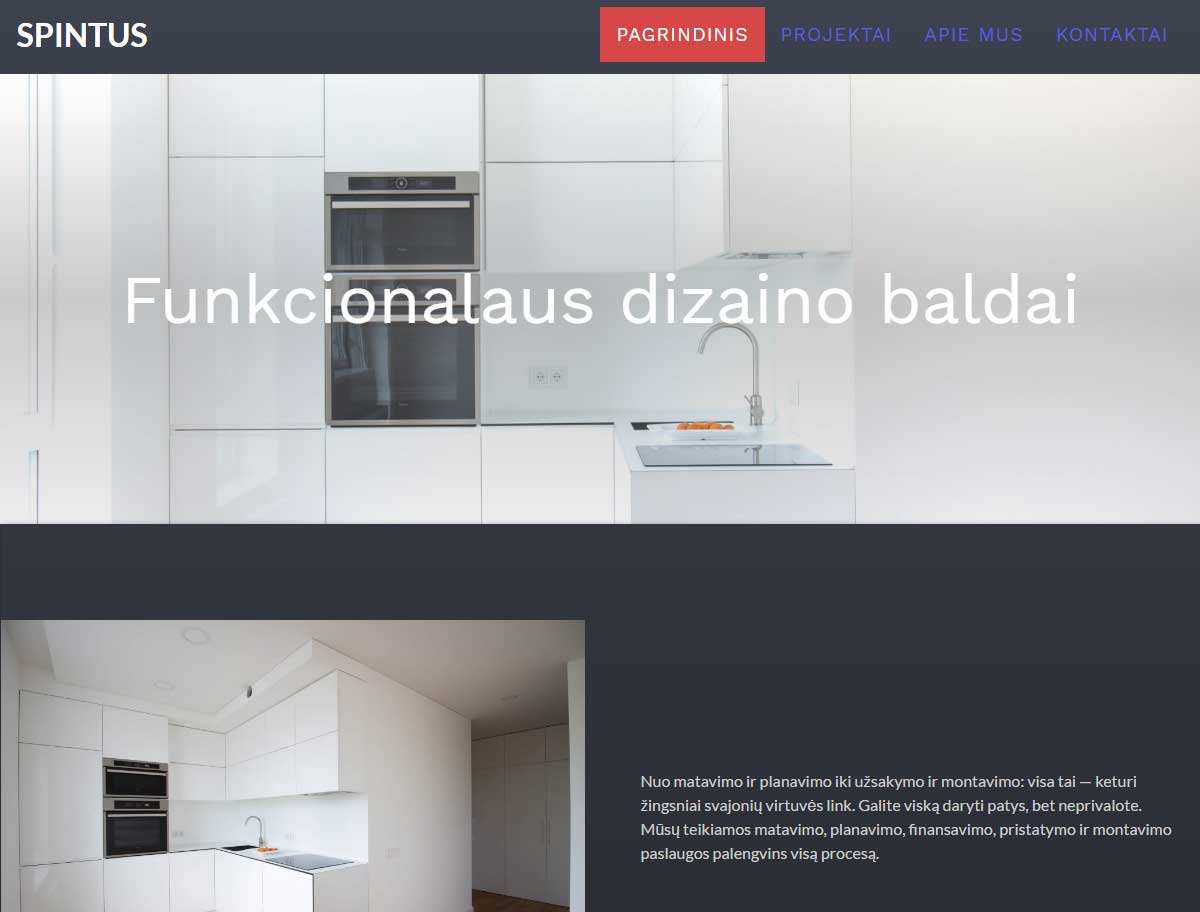 SPINTUS
PAGRINDINIS PROJEKTAI APIE MUS KONTAKTAI
Funkcionalaus dizaino baldai
Nuo matavimo ir planavimo iki užsakymo ir montavimo: visa tai — keturi
žingsniai svajonių virtuvės link. Galite viską daryti patys, bet neprivalote.
Mūsų teikiamos matavimo, planavimo, finansavimo, pristatymo ir montavimo
paslaugos palengvins visą procesą.